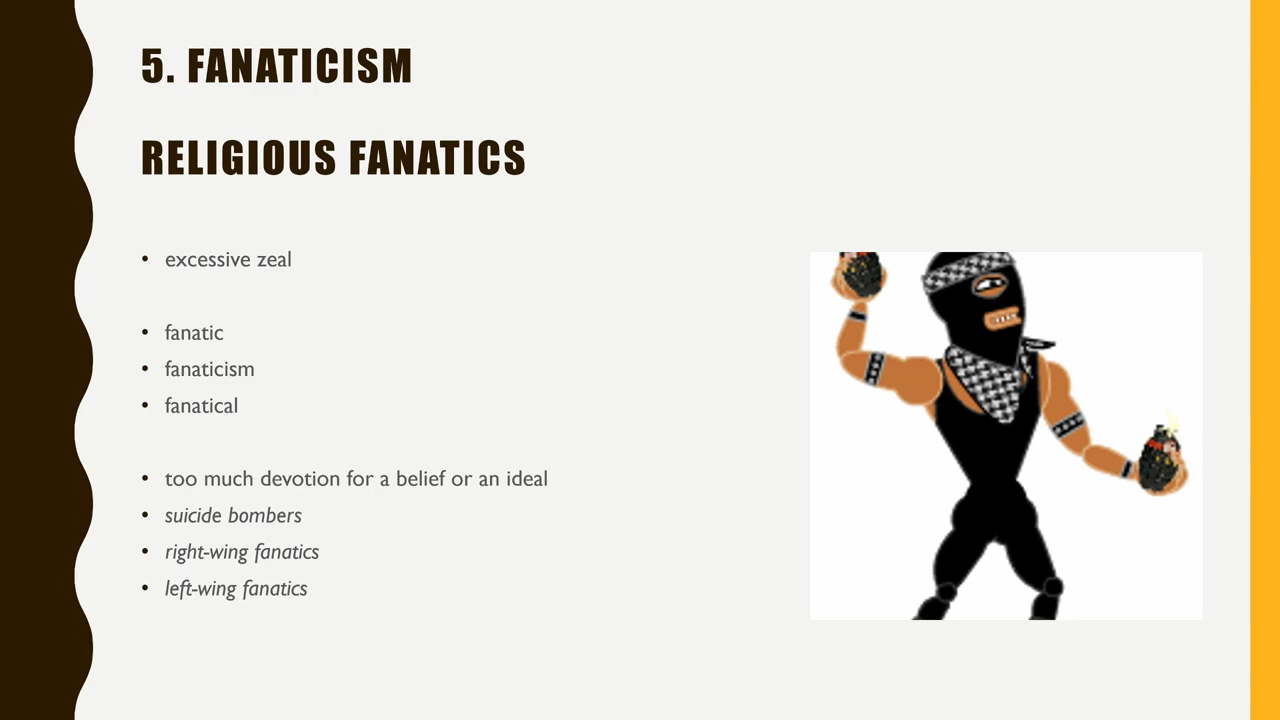 5. FANATICISM
RELIGIOUS FANATICS
• excessive zeal
• fanatic
• fanaticism
• fanatical
• too much devotion for a belief or an ideal
• suicide bombers
• right-wing fanatics
• left-wing fanatics